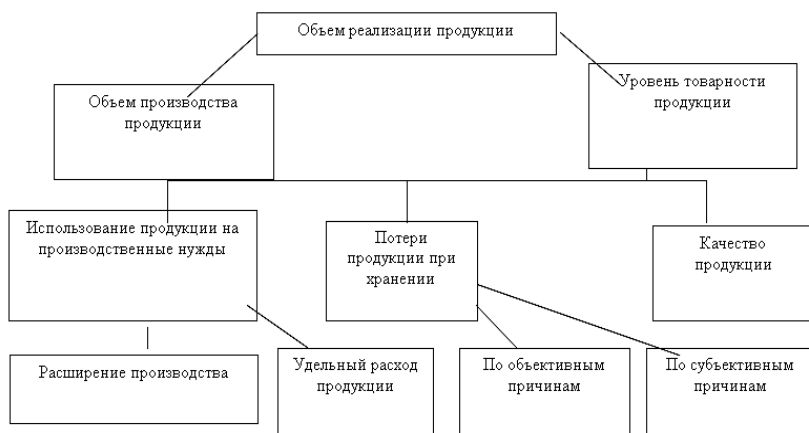 Объем реализации продукции
Объем производства
продукции
Уровень товарности
продукции
Использование продукции на
производственные нужды
Потери
продукции при
хранении
Качество
продукции
Расширение производства
Удельный расход
продукции
По объективным
причинам
По субъективным
причинам